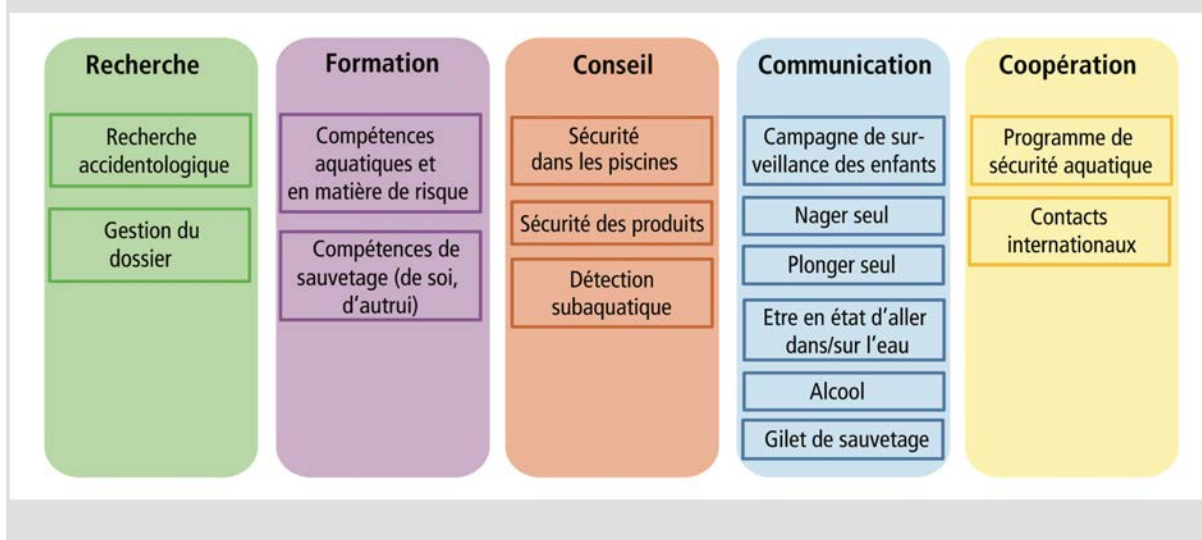 Recherche
Recherche
accidentologique
Gestion du
dossier
Formation
Compétences
aquatiques et
en matière de risque
Compétences de
sauvetage (de soi,
d’autrui)
Conseil
Sécurité
dans les piscines
Sécurité des produits
Détection
subaquatique
Communication
Campagne de sur-
veillance des enfants
Nager seul
Plonger seul
Etre en état d’aller
dans/sur l’eau
Alcool
Gilet de sauvetage
Coopération
Programme de
sécurité aquatique
Contacts
internationaux